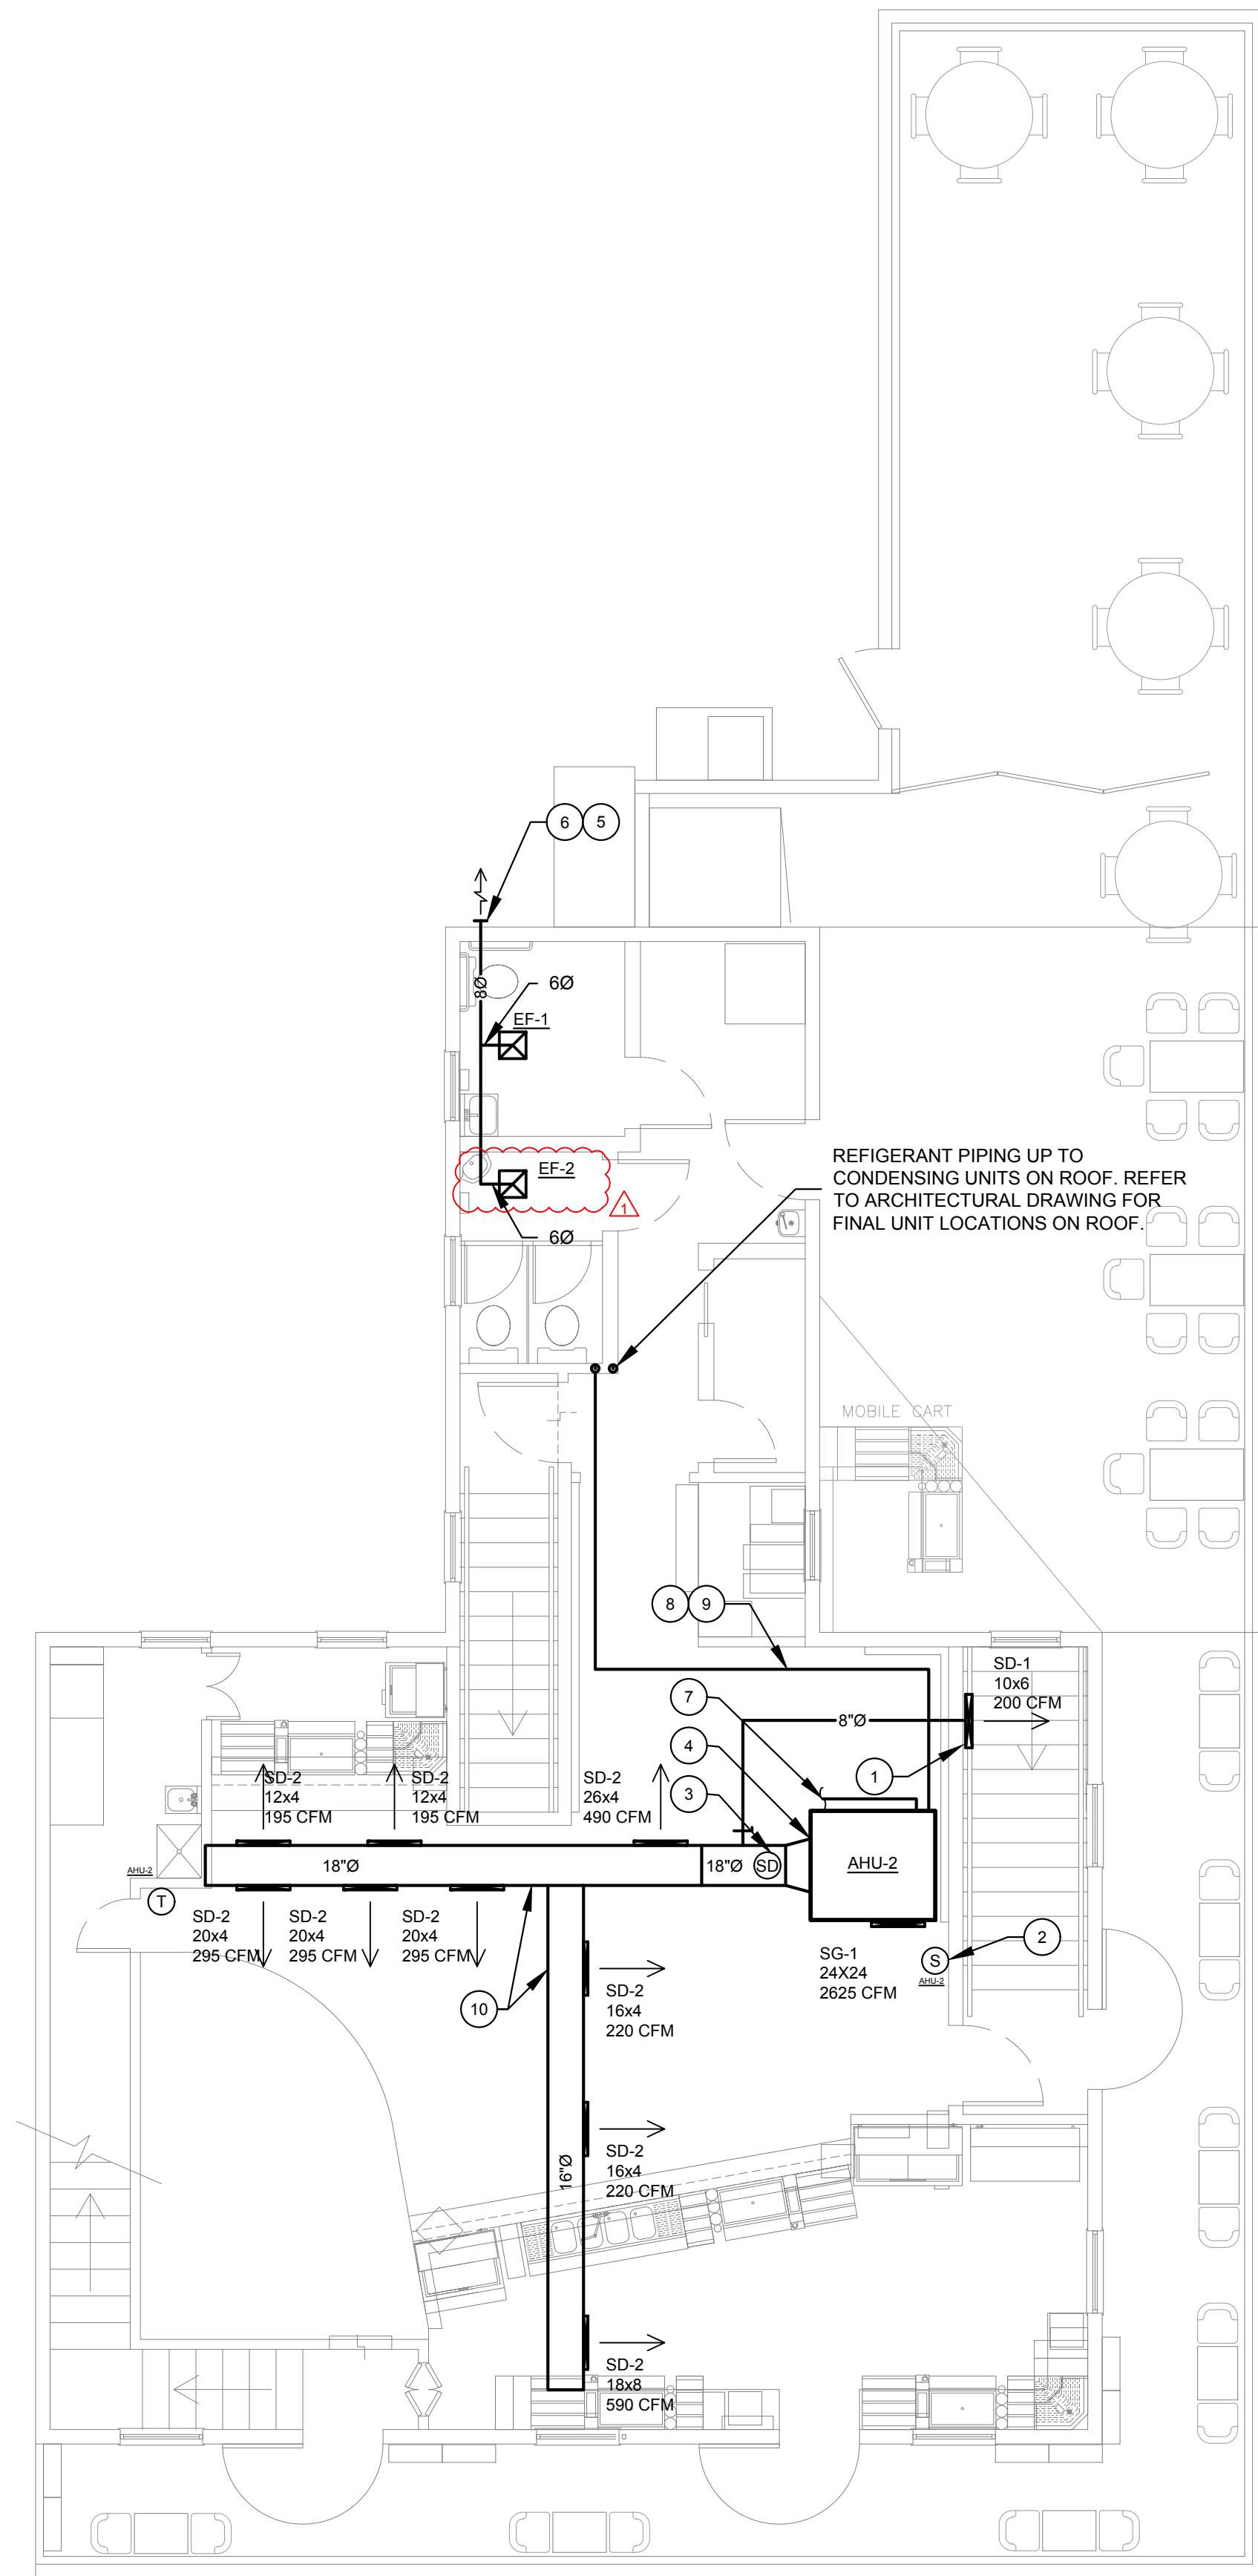 6
5
8Ø
6Ø
EF-1
EF-2
1
6Ø
REFIGERANT PIPING UP TO
CONDENSING UNITS ON ROOF. REFER
TO ARCHITECTURAL DRAWING FOR
FINAL UNIT LOCATIONS ON ROOF.
MOBILE CART
8
9
SD-1
10x6
200 CFM
7
8"Ø
4
1
3
SD-2
12x4
195 CFM
SD-2
12x4
195 CFM
SD-2
26x4
490 CFM
18"Ø
18"Ø
SD
AHU-2
AHU-2
T
SD-2
20x4
295 CFM
SD-2
20x4
295 CFM
SD-2
20x4
295 CFM
SG-1
24X24
2625 CFM
S
AHU-2
2
10
SD-2
16x4
220 CFM
16"Ø
SD-2
16x4
220 CFM
SD-2
18x8
590 CFM